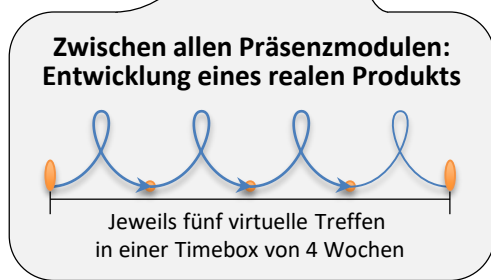 Zwischen allen Präsenzmodulen:
Entwicklung eines realen Produkts
Jeweils fünf virtuelle Treffen
in einer Timebox von 4 Wochen